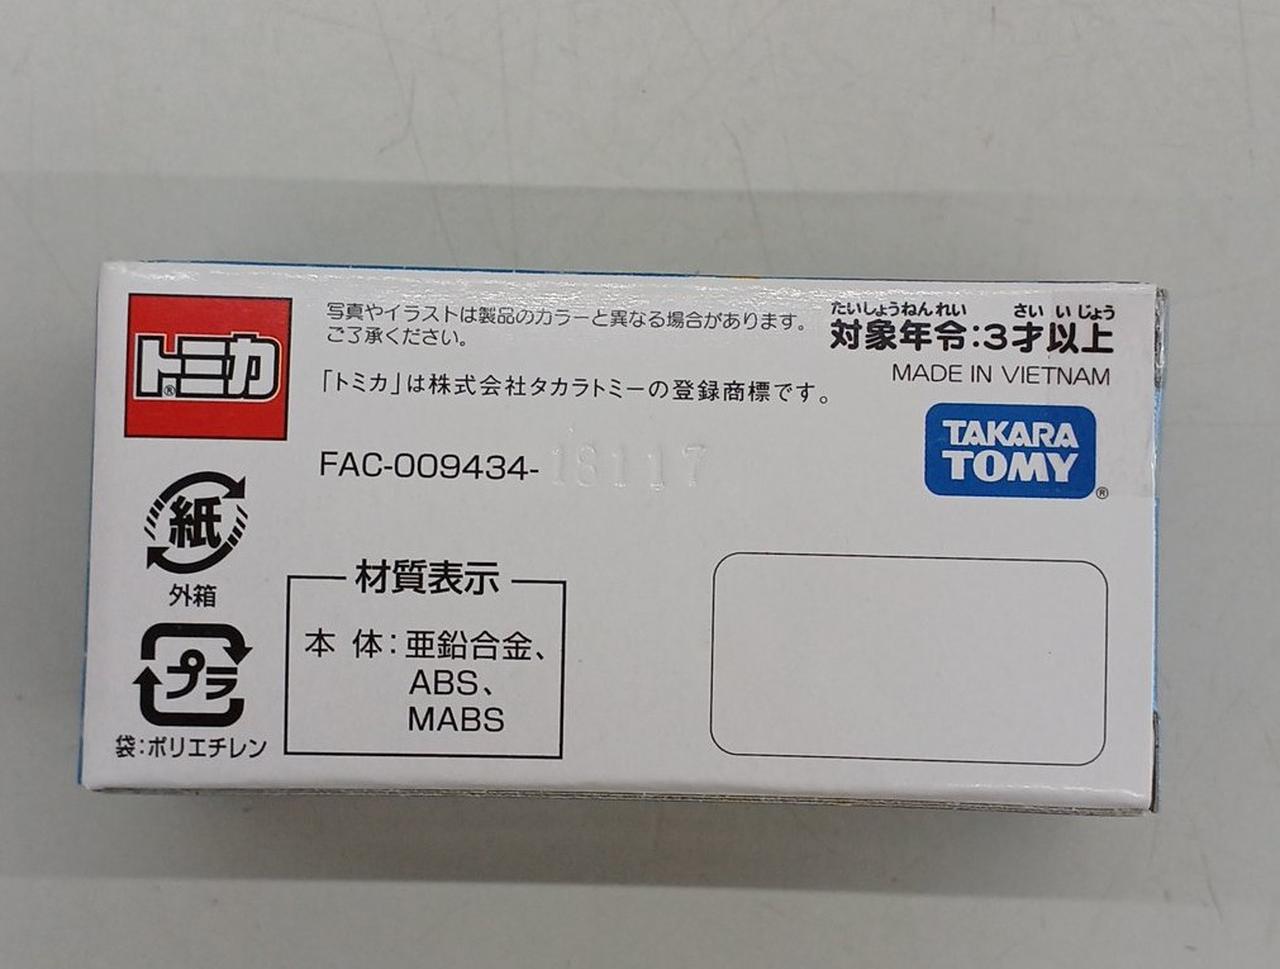 トミカ®
写真やイラストは製品のカラーと異なる場合があります。
ご了承ください。
「トミカ」は株式会社タカラトミーの登録商標です。
たいしょうねんれい さい いじょう
対象年令:3才以上
MADE IN VIETNAM
TAKARA
TOMY®
FAC-009434-18117
紙
外箱
プラ
袋:ポリエチレン
材質表示
本 体:亜鉛合金、
ABS、
MABS